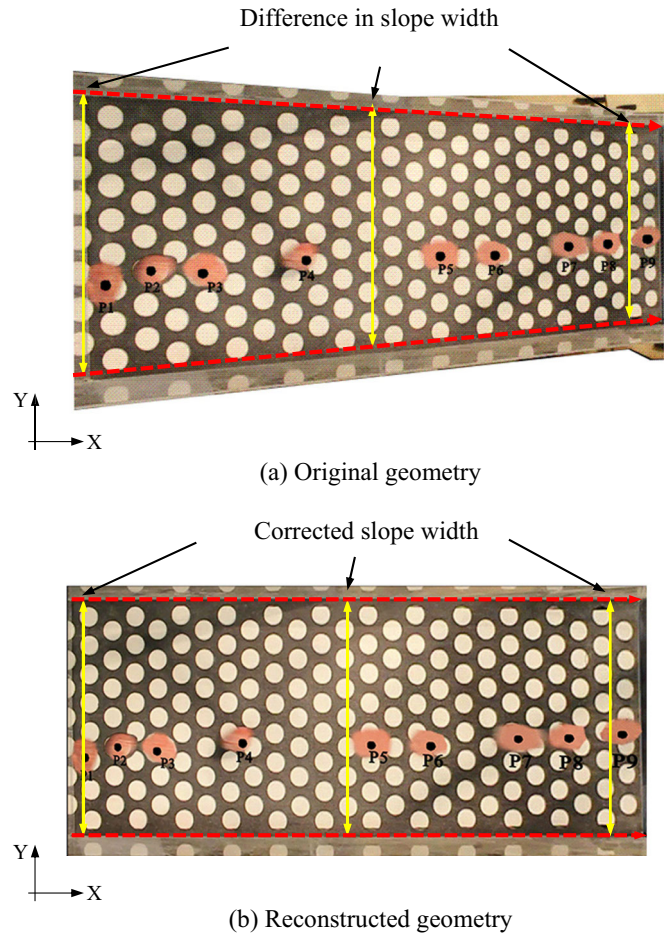 Difference in slope width
P1 P2 P3 P4 P5 P6 P7 P8 P9
Y
X
(a) Original geometry
Corrected slope width
P2 P3 P4 P5 P6 P7 P8 P9
Y
X
(b) Reconstructed geometry